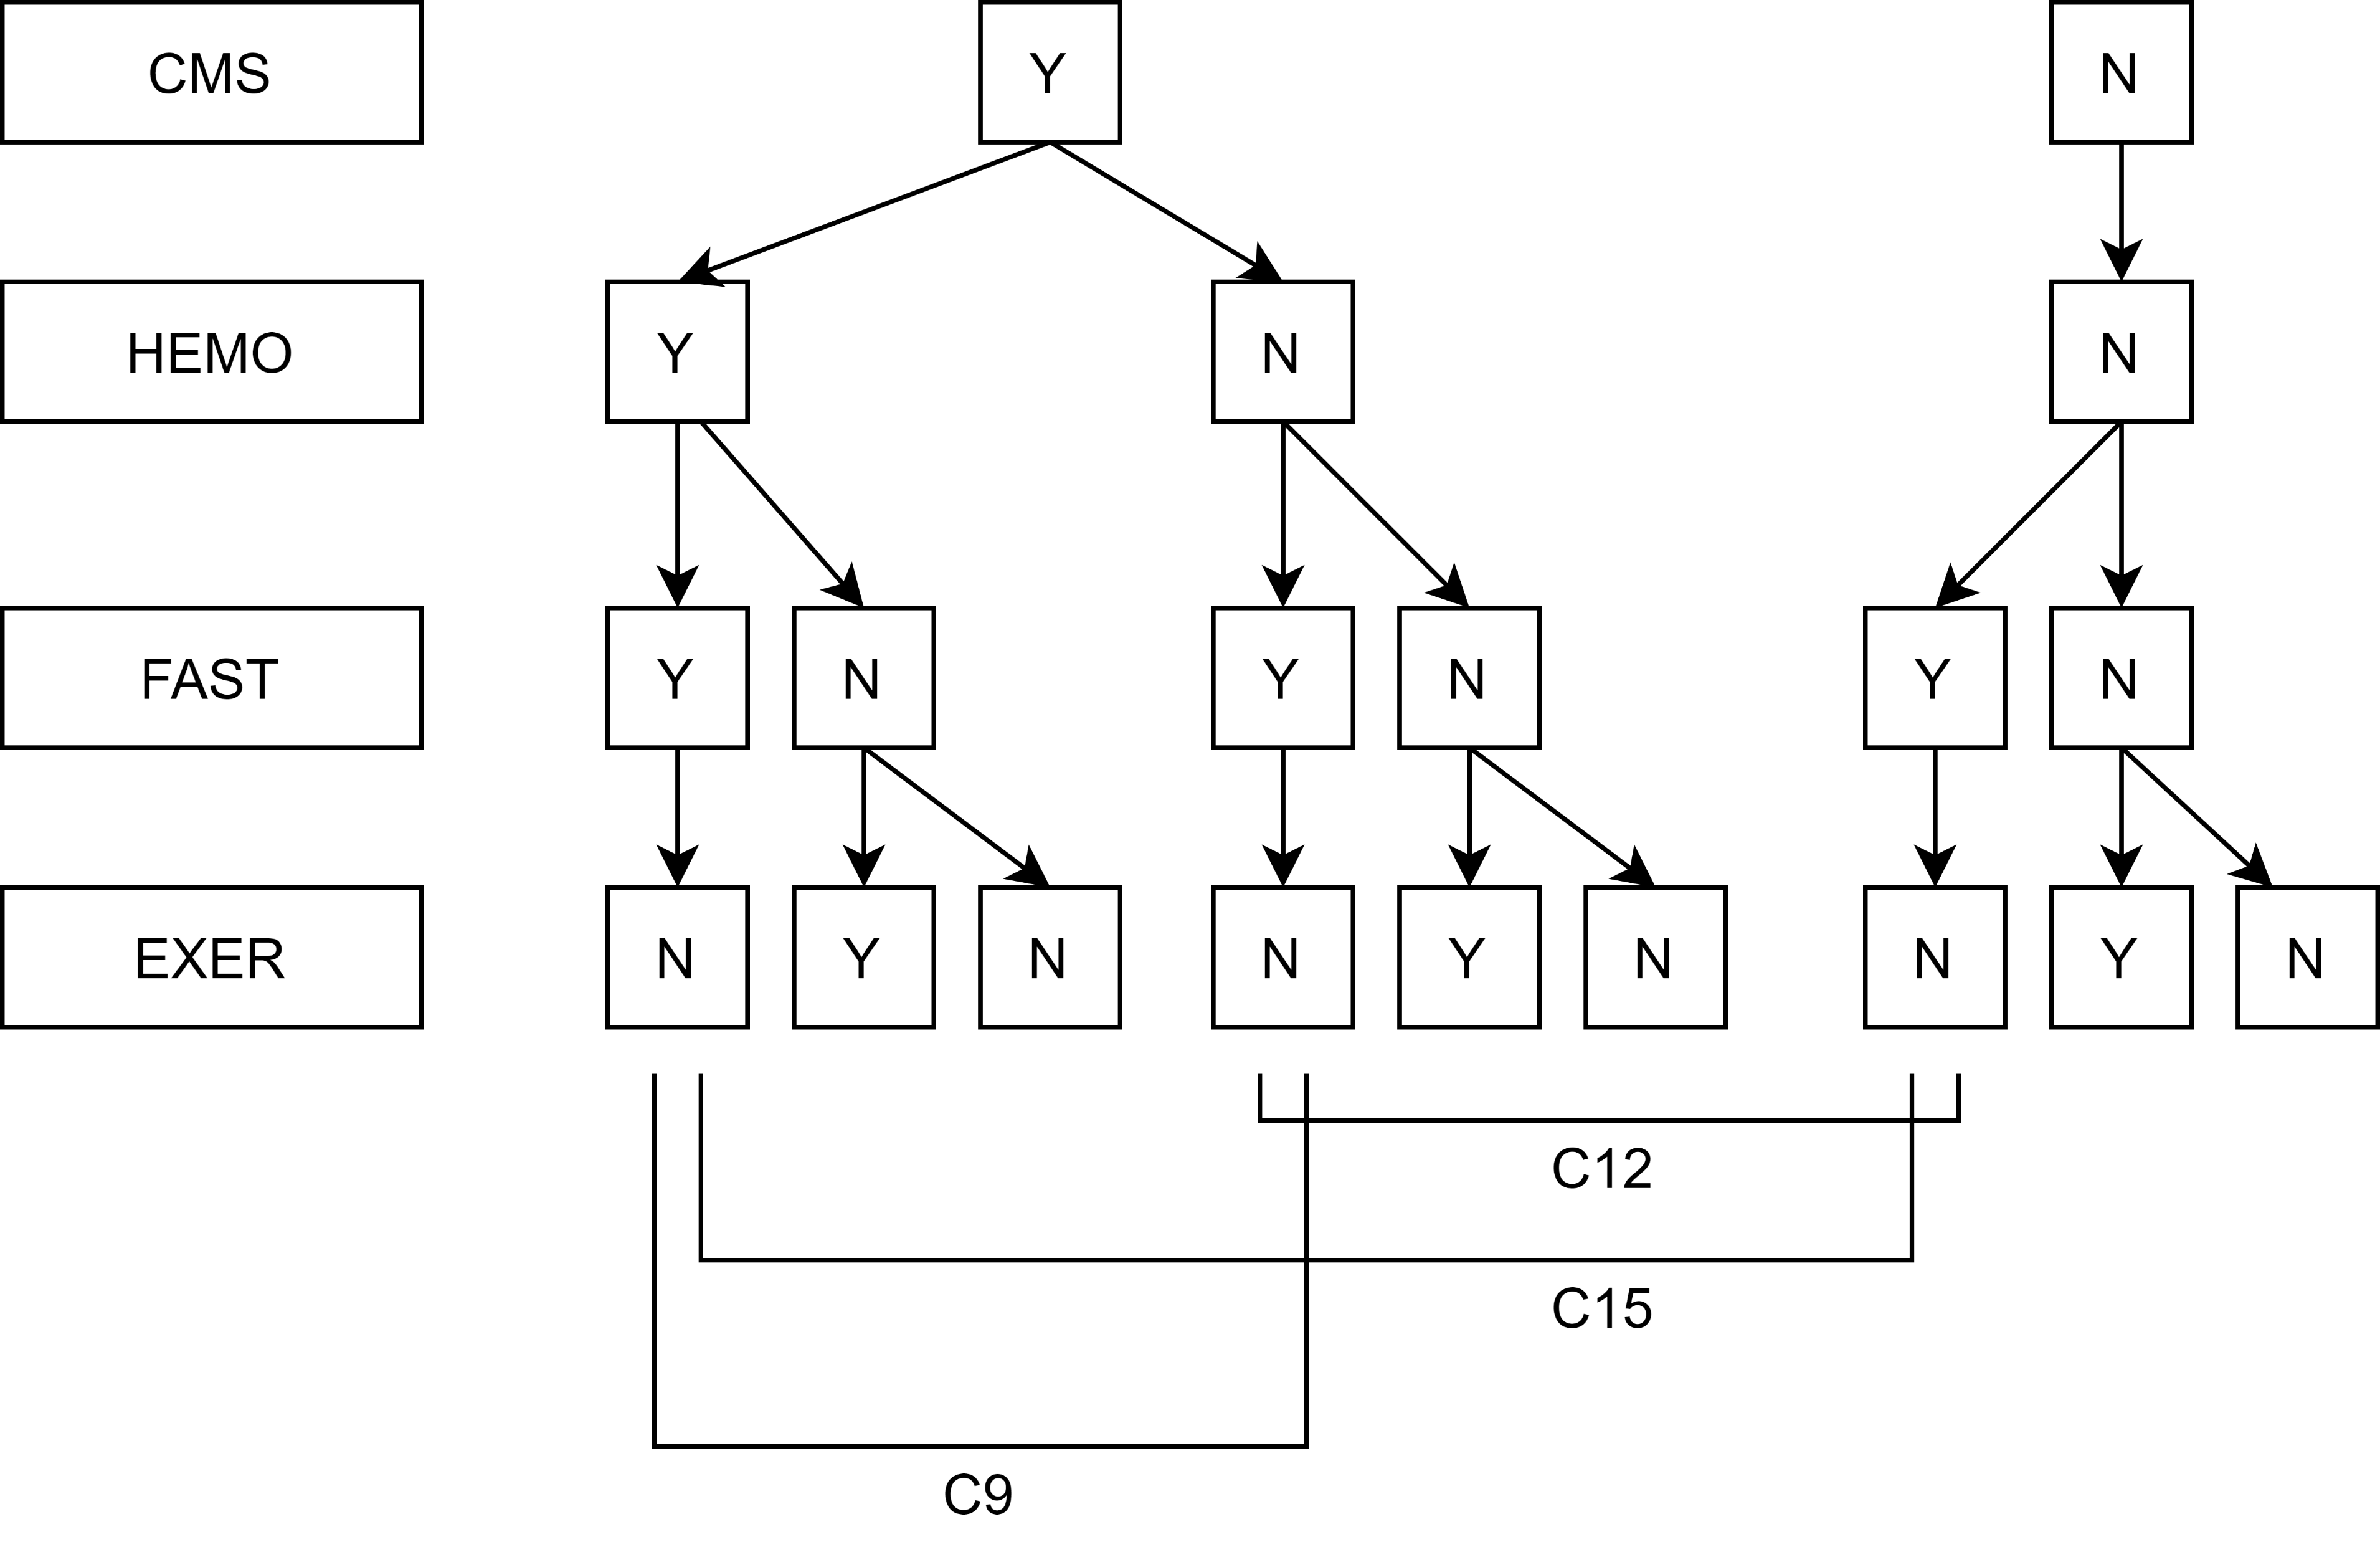 CMS Y N
HEMO Y N N
FAST Y N Y N Y N
EXER N Y N N Y N N Y N
C12
C15
C9